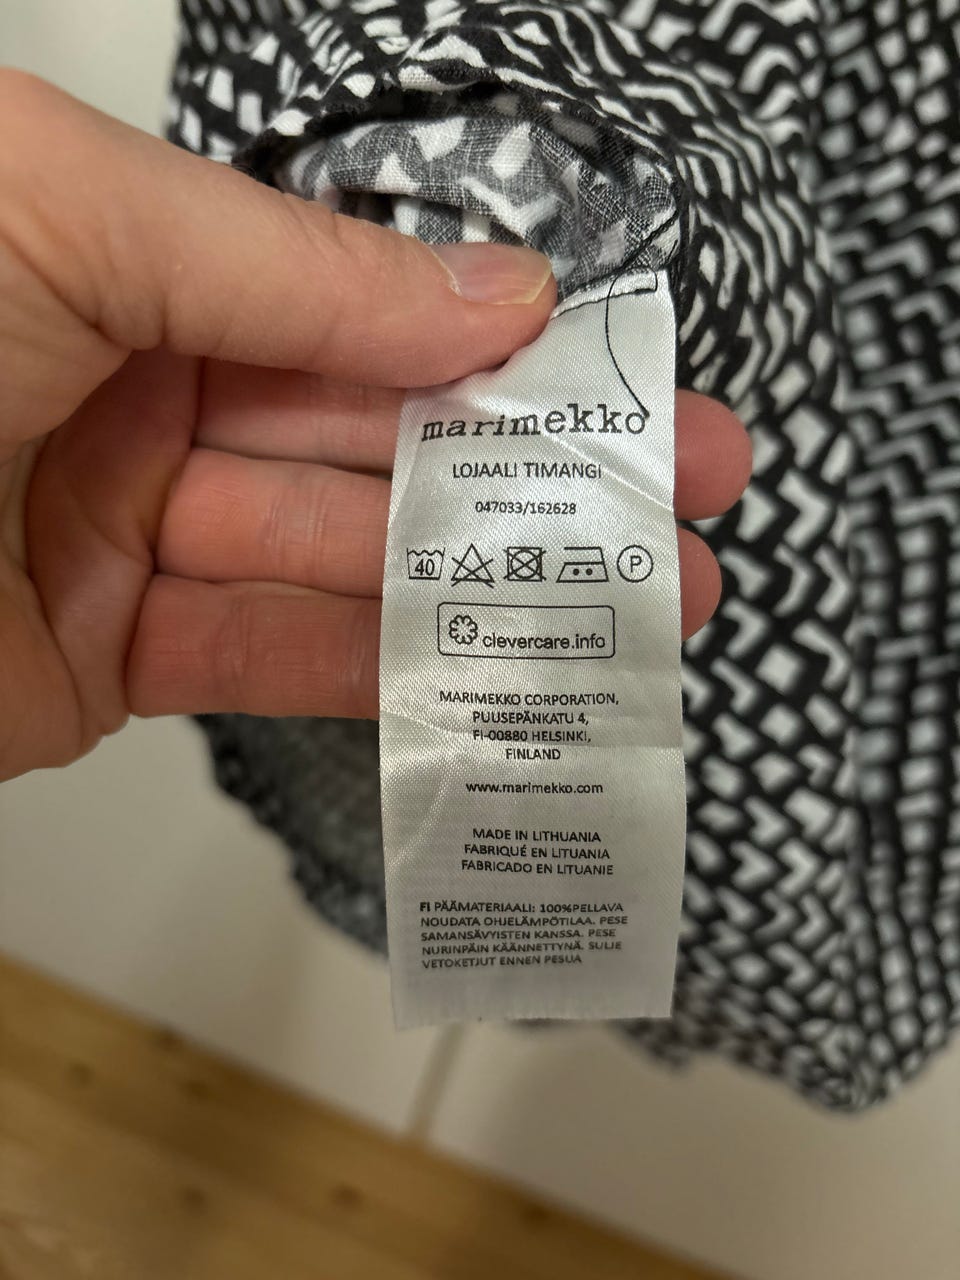 marimekko
LOJAALI TIMANGI
047033/162628
40 P
clevercare.info
MARIMEKKO CORPORATION,
PUUSEPÄNKATU 4,
FI-00880 HELSINKI,
FINLAND
www.marimekko.com
MADE IN LITHUANIA
FABRIQUÉ EN LITUANIA
FABRICADO EN LITUANIE
FI PÄÄMATERIAALI: 100%PELLAVA
NOUDATA OHJELÄMPÖTILAA. PESE
SAMANSÄVYISTEN KANSSA. PESE
NURINPÄIN KÄÄNNETTYNÄ. SULJE
VETOKETJUT ENNEN PESUA